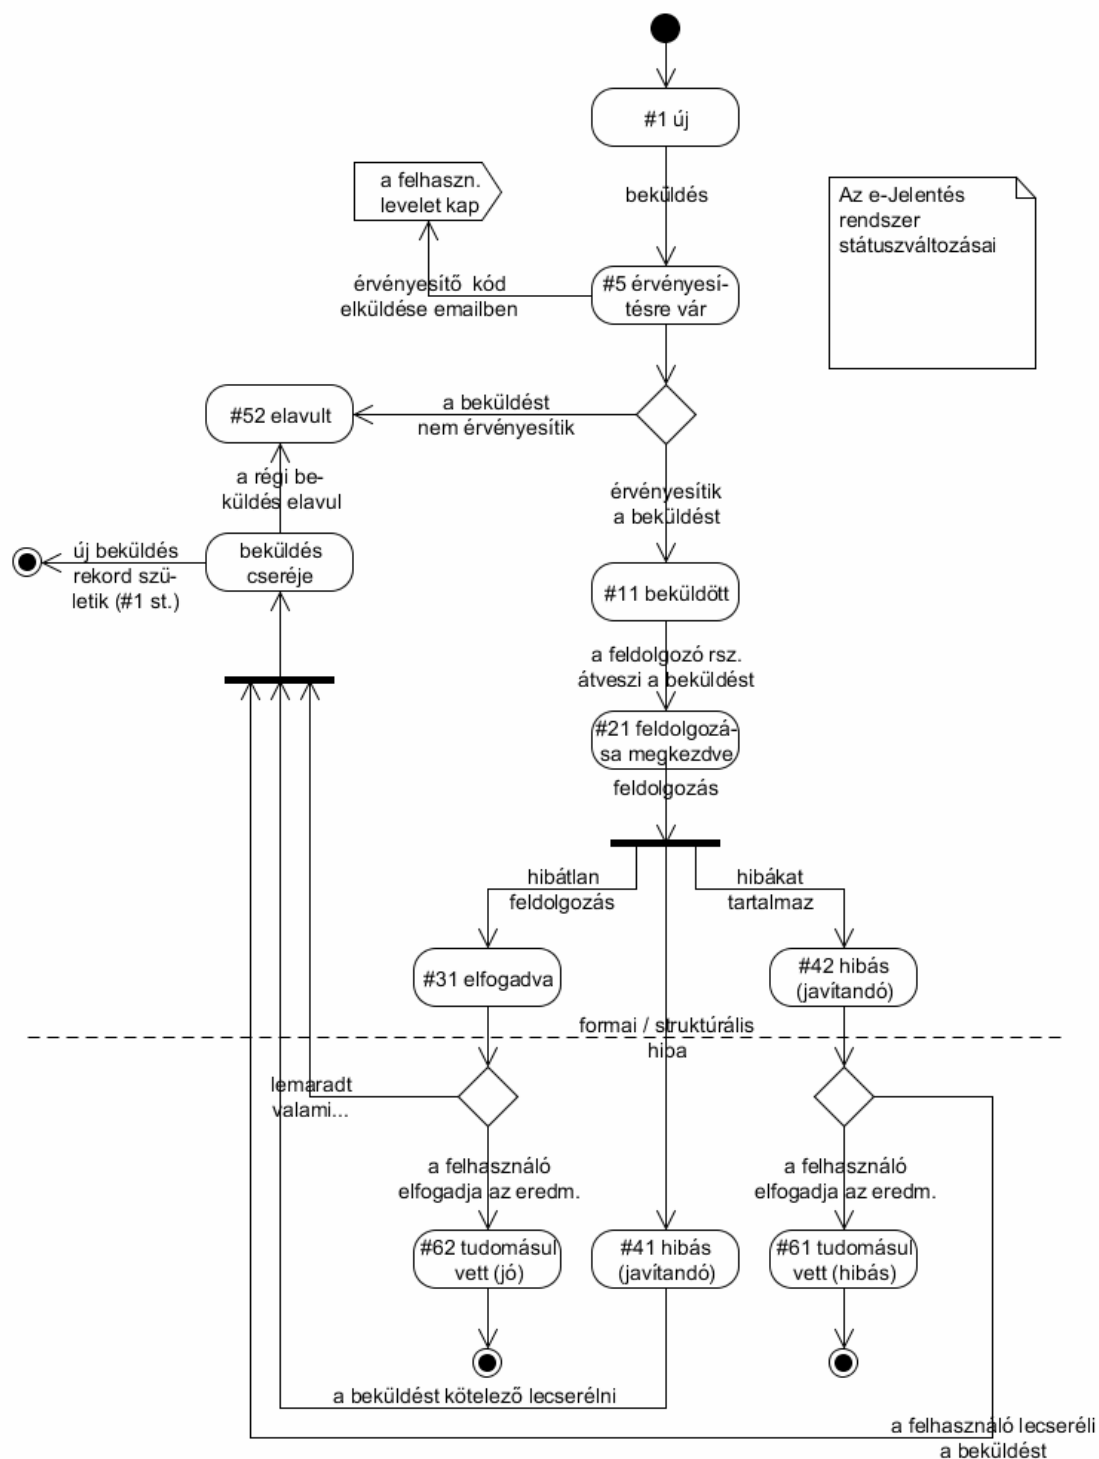 #1 új
a felhaszn.
levelet kap
beküldés
Az e-Jelentés
rendszer
státuszváltozásai
érvényesítő kód
elküldése emailben
#5 érvényesí-
tésre vár
#52 elavult
a beküldést
nem érvényesítik
a régi be-
küldés elavul
érvényesítik
a beküldést
új beküldés
rekord szü-
letik (#1 st.)
beküldés
cseréje
#11 beküldött
a feldolgozó rsz.
átveszi a beküldést
#21 feldolgozá-
sa megkezdve
feldolgozás
hibátlan
feldolgozás
hibákat
tartalmaz
#31 elfogadva
#42 hibás
(javítandó)
formai / struktúrális
hiba
lemaradt
valami...
a felhasználó
elfogadja az eredm.
a felhasználó
elfogadja az eredm.
#62 tudomásul
vett (jó)
#41 hibás
(javítandó)
#61 tudomásul
vett (hibás)
a beküldést kötelező lecserélni
a felhasználó lecseréli
a beküldést